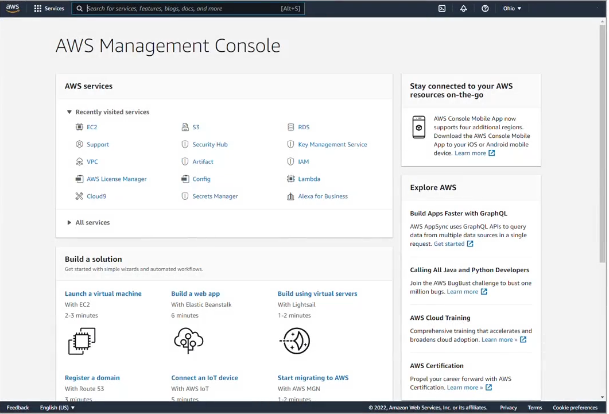 aws Services Search for services, features, blogs, docs, and more [Alt+S] Ohio ▼
AWS Management Console
AWS services
▼ Recently visited services
EC2 S3 RDS
Support Security Hub Key Management Service
VPC Artifact IAM
AWS License Manager Config Lambda
Cloud9 Secrets Manager Alexa for Business
▶ All services
Build a solution
Get started with simple wizards and automated workflows.
Launch a virtual machine Build a web app Build using virtual servers
With EC2 With Elastic Beanstalk With Lightsail
2-3 minutes 6 minutes 1-2 minutes
Register a domain Connect an IoT device Start migrating to AWS
With Route 53 With AWS IoT With AWS MGN
3 minutes 5 minutes 1-2 minutes
Stay connected to your AWS
resources on-the-go
AWS Console Mobile App now
supports four additional regions.
Download the AWS Console Mobile
App to your iOS or Android mobile
device. Learn more
Explore AWS
Build Apps Faster with GraphQL
AWS AppSync uses GraphQL APIs to query
data from multiple data sources in a single
request. Get started
Calling All Java and Python Developers
Join the AWS BugBust challenge to bust one
million bugs. Learn more
AWS Cloud Training
Comprehensive training that accelerates and
broadens cloud adoption. Learn more »
AWS Certification
Propel your career forward with AWS
Certification. Learn more »
Feedback English (US) ▼ © 2022, Amazon Web Services, Inc. or its affiliates. Privacy Terms Cookie preferences